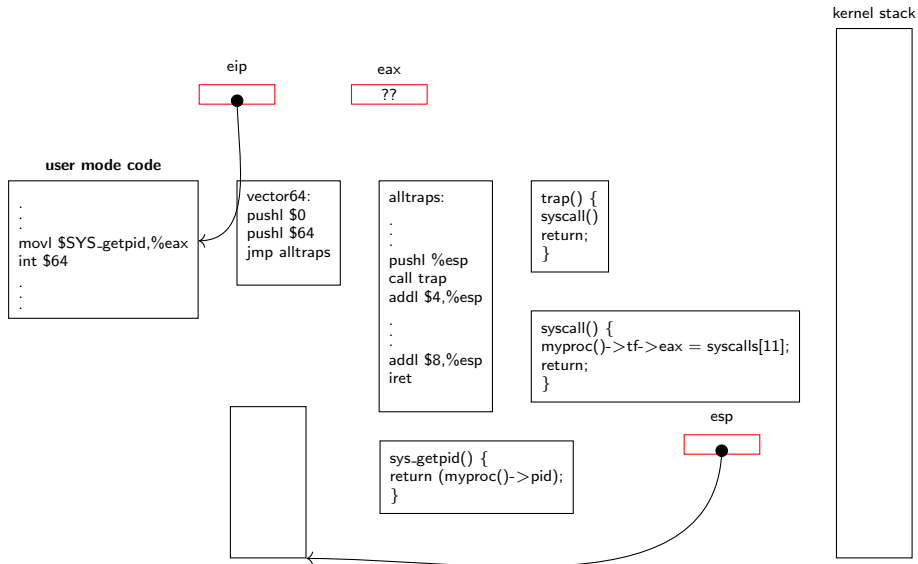 kernel stack
eip
eax
??
user mode code
.
.
.
movl $SYS_getpid,%eax
int $64
.
.
.
vector64:
pushl $0
pushl $64
jmp alltraps
alltraps:
.
.
.
pushl %esp
call trap
addl $4,%esp
.
.
.
addl $8,%esp
iret
trap() {
syscall()
return;
}
syscall() {
myproc()->tf->eax = syscalls[11];
return;
}
esp
sys_getpid() {
return (myproc()->pid);
}